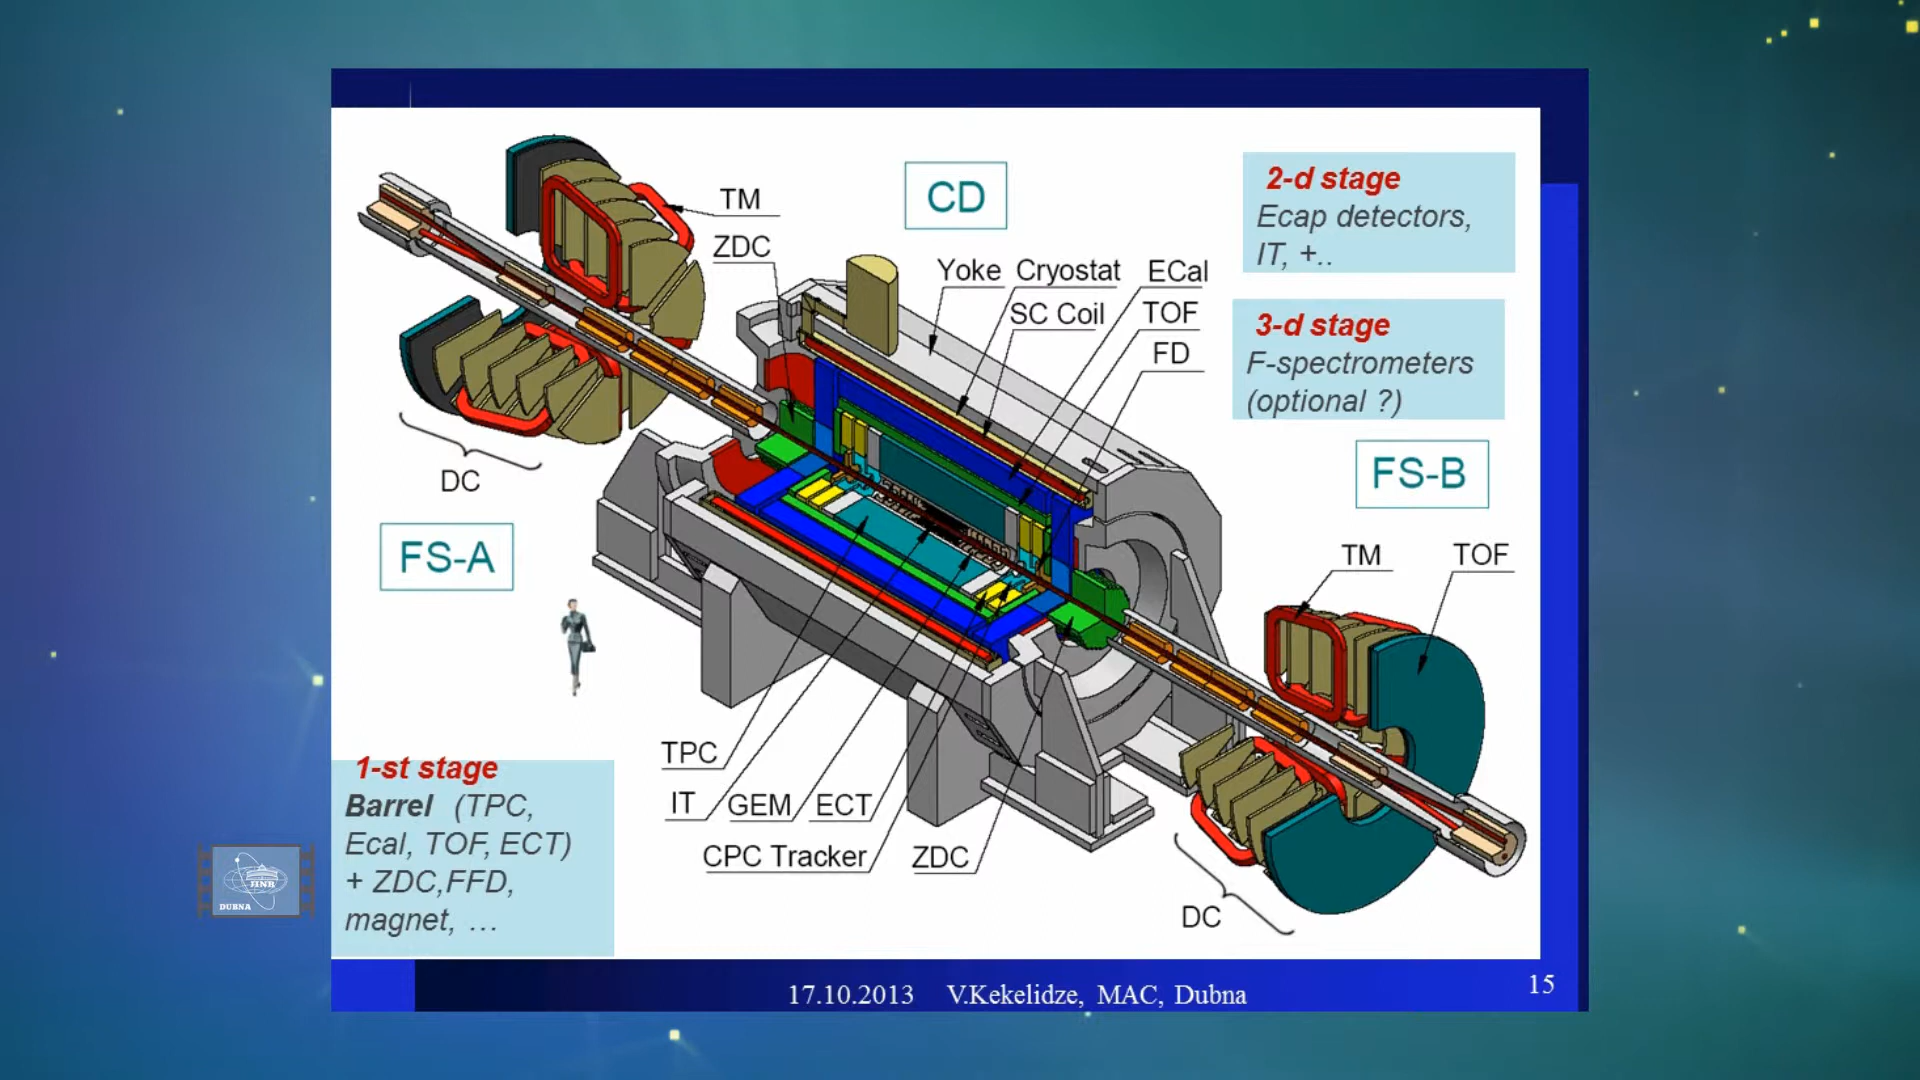 CD
TM
ZDC
Yoke Cryostat ECal
SC Coil TOF
FD
2-d stage
Ecap detectors,
IT, +..
3-d stage
F-spectrometers
(optional ?)
DC
FS-A
FS-B
TM TOF
TPC
IT GEM ECT
CPC Tracker ZDC
DC
1-st stage
Barrel (TPC,
Ecal, TOF, ECT)
+ ZDC,FFD,
magnet, …
JINR
DUBNA
17.10.2013 V.Kekelidze, MAC, Dubna
15